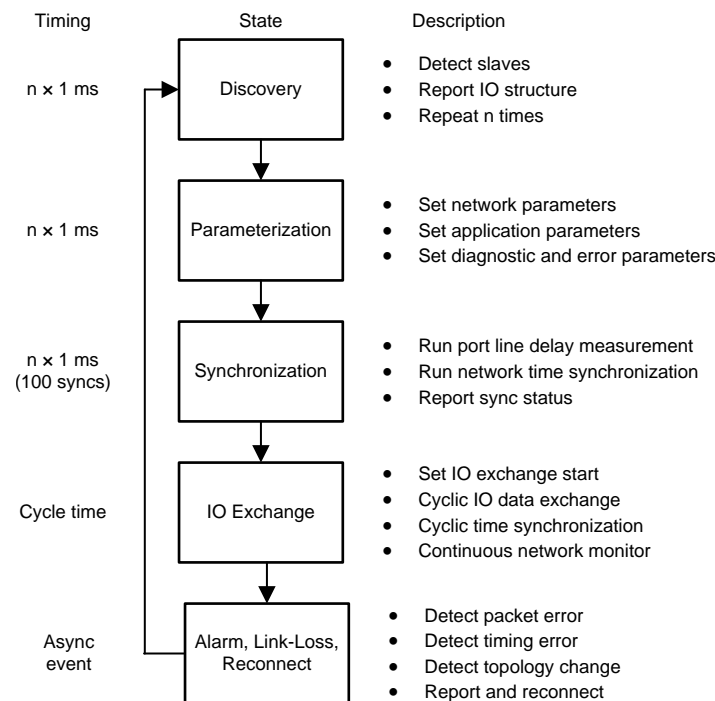 Timing State Description
n × 1 ms
Discovery
• Detect slaves
• Report IO structure
• Repeat n times
n × 1 ms
Parameterization
• Set network parameters
• Set application parameters
• Set diagnostic and error parameters
n × 1 ms
(100 syncs)
Synchronization
• Run port line delay measurement
• Run network time synchronization
• Report sync status
Cycle time
IO Exchange
• Set IO exchange start
• Cyclic IO data exchange
• Cyclic time synchronization
• Continuous network monitor
Async
event
Alarm, Link-Loss,
Reconnect
• Detect packet error
• Detect timing error
• Detect topology change
• Report and reconnect